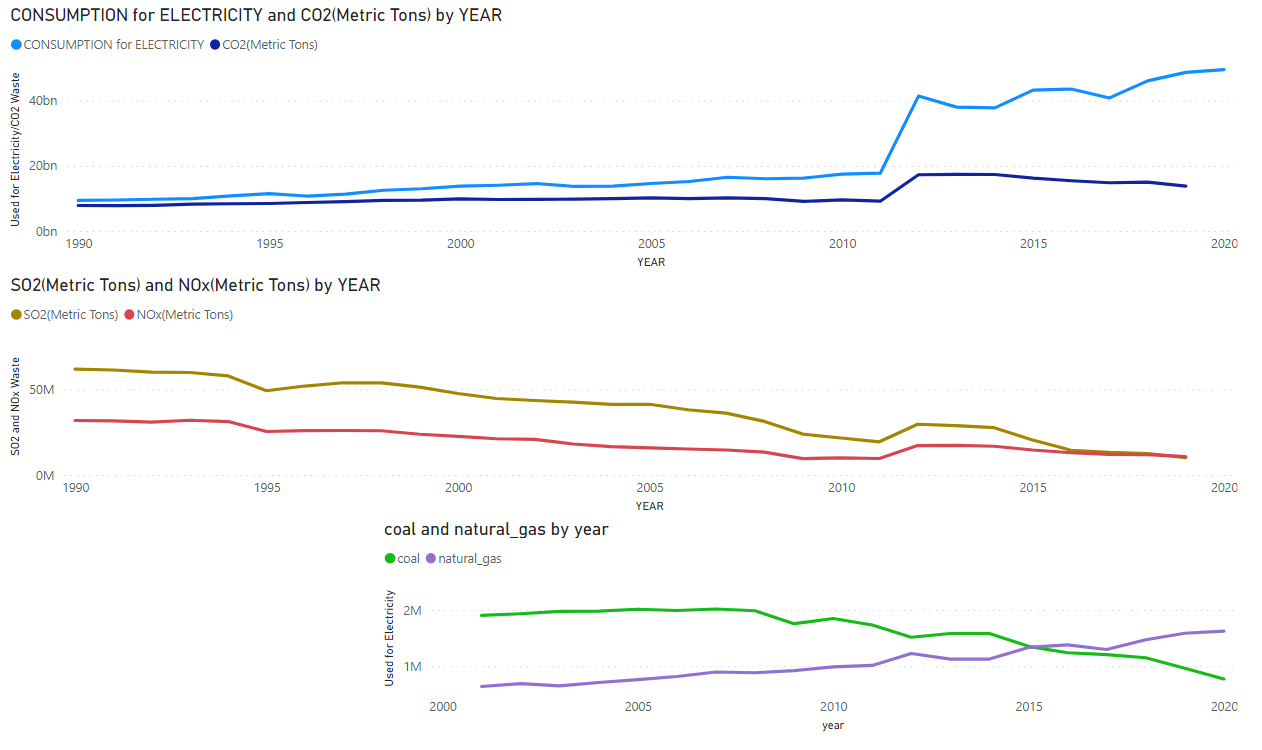 CONSUMPTION for ELECTRICITY and CO2(Metric Tons) by YEAR
CONSUMPTION for ELECTRICITY CO2(Metric Tons)
Used for Electricity/CO2 Waste
40bn
20bn
0bn
1990 1995 2000 2005 2010 2015 2020
YEAR
SO2(Metric Tons) and NOx(Metric Tons) by YEAR
SO2(Metric Tons) NOx(Metric Tons)
SO2 and NOx Waste
50M
0M
1990 1995 2000 2005 2010 2015 2020
YEAR
coal and natural_gas by year
coal natural_gas
Used for Electricity
2M
1M
2000 2005 2010 2015 2020
year